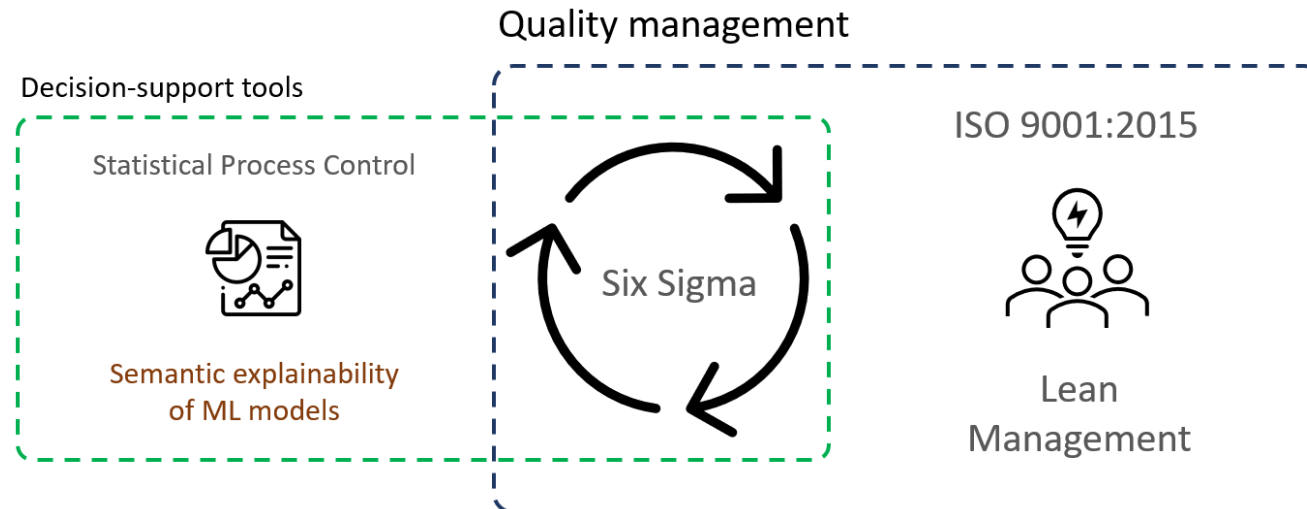 Quality management
Decision-support tools
ISO 9001:2015
Statistical Process Control
Six Sigma
Semantic explainability
of ML models
Lean
Management